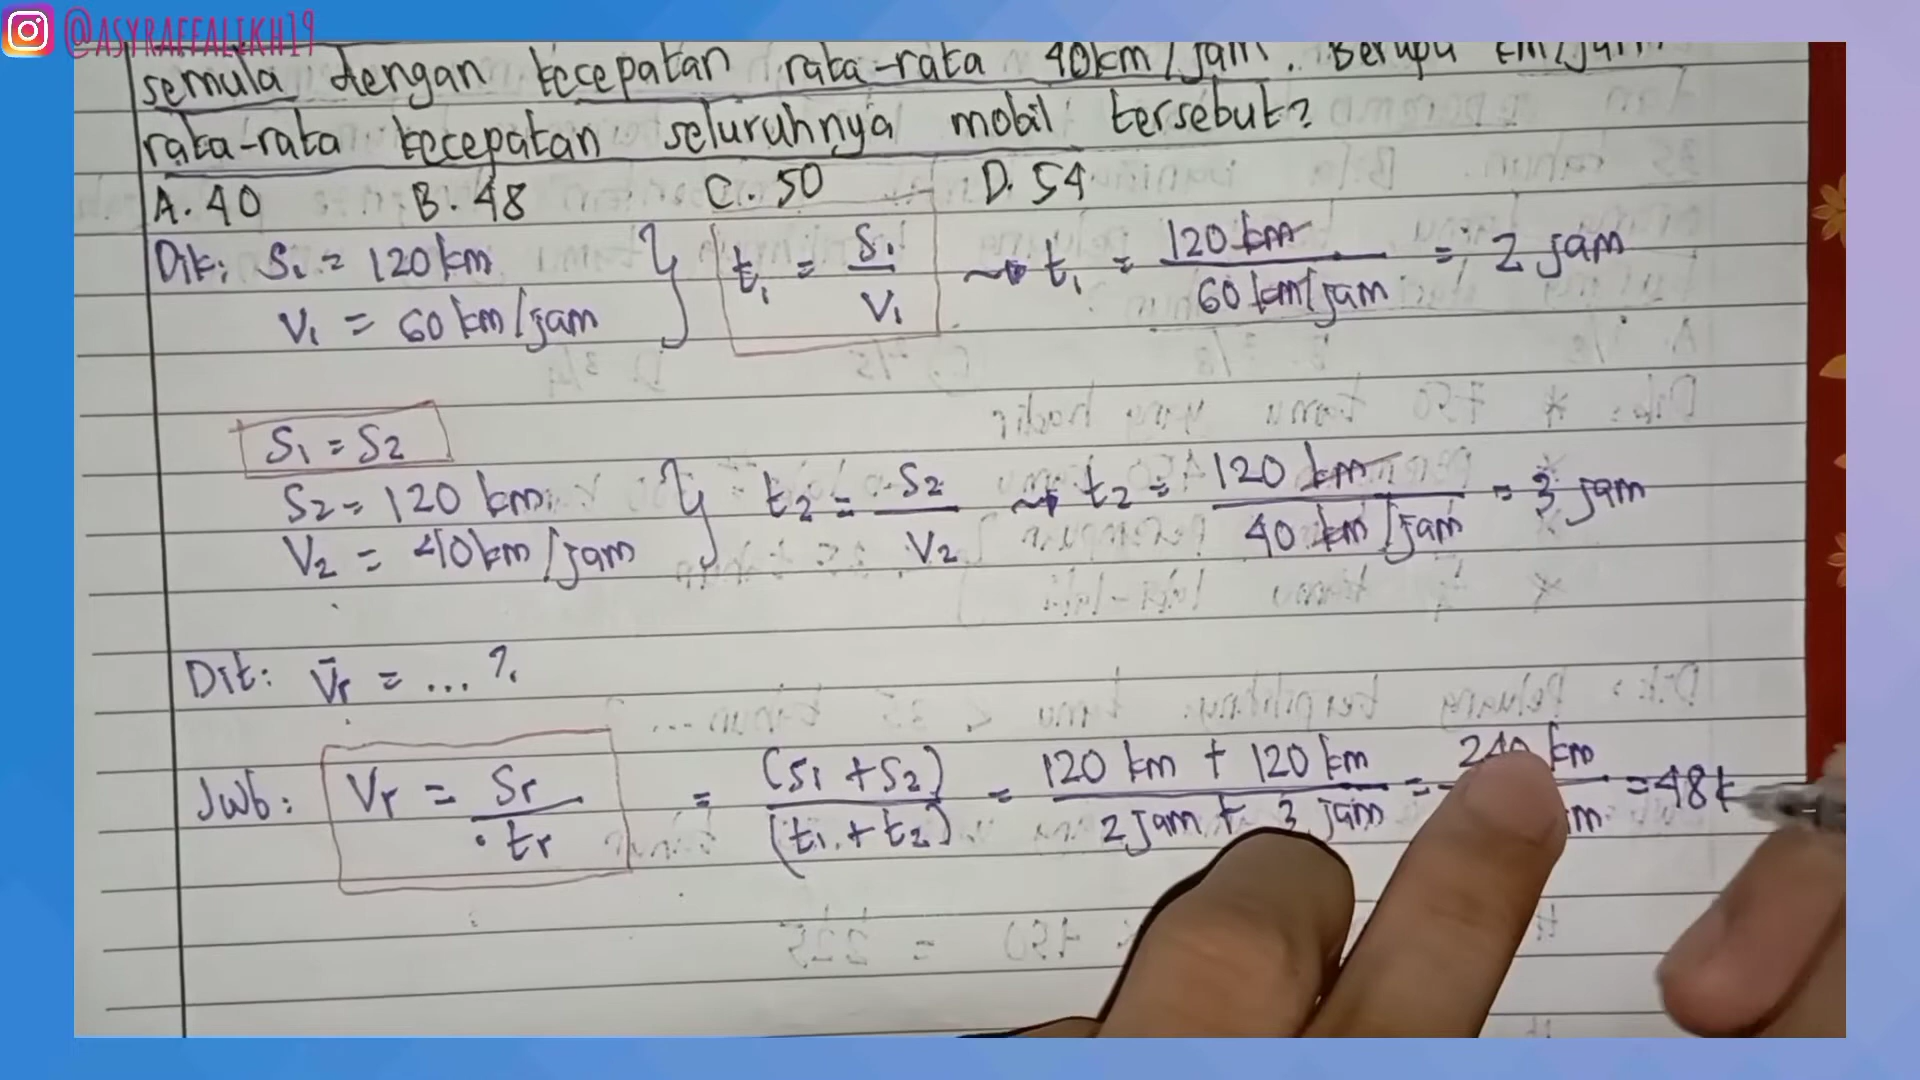 @ASYRAFFALIKH19
semula dengan kecepatan rata-rata 40km/jam. Berapa km/jam
rata-rata kecepatan seluruhnya mobil tersebut?
A. 40 B. 48 C. 50 D. 54
Dik: S₁ = 120 km } t₁ = S₁/V₁ → t₁ = 120 km / 60 km/jam = 2 jam
V₁ = 60 km/jam
S₁ = S₂
S₂ = 120 km } t₂ = S₂/V₂ → t₂ = 120 km / 40 km/jam = 3 jam
V₂ = 40 km/jam
Dit: V̄r = ...?
Jwb: Vr = Sr/tr = (S₁ + S₂)/(t₁ + t₂) = 120 km + 120 km / 2 jam + 3 jam = 240 km / = 48 k